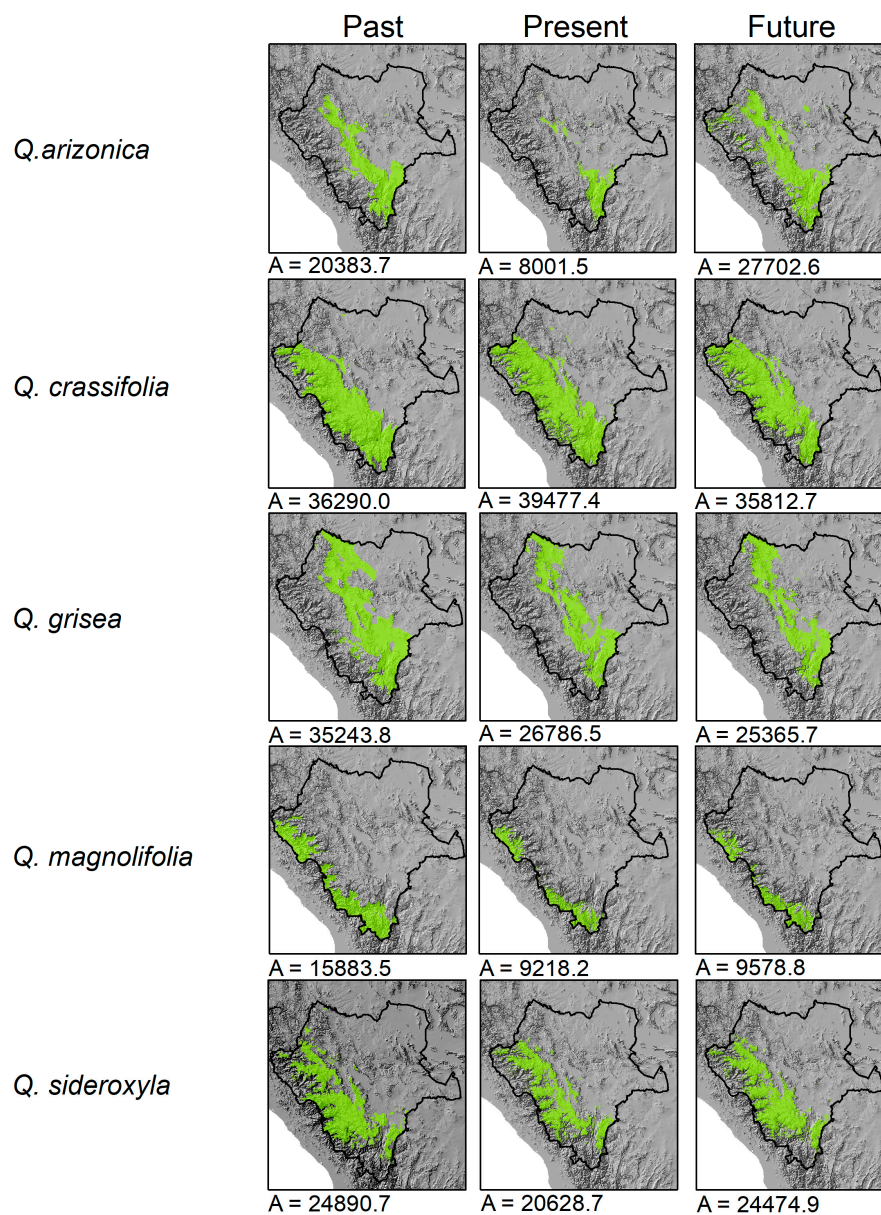 Past Present Future
Q.arizonica
A = 20383.7 A = 8001.5 A = 27702.6
Q. crassifolia
A = 36290.0 A = 39477.4 A = 35812.7
Q. grisea
A = 35243.8 A = 26786.5 A = 25365.7
Q. magnolifolia
A = 15883.5 A = 9218.2 A = 9578.8
Q. sideroxyla
A = 24890.7 A = 20628.7 A = 24474.9